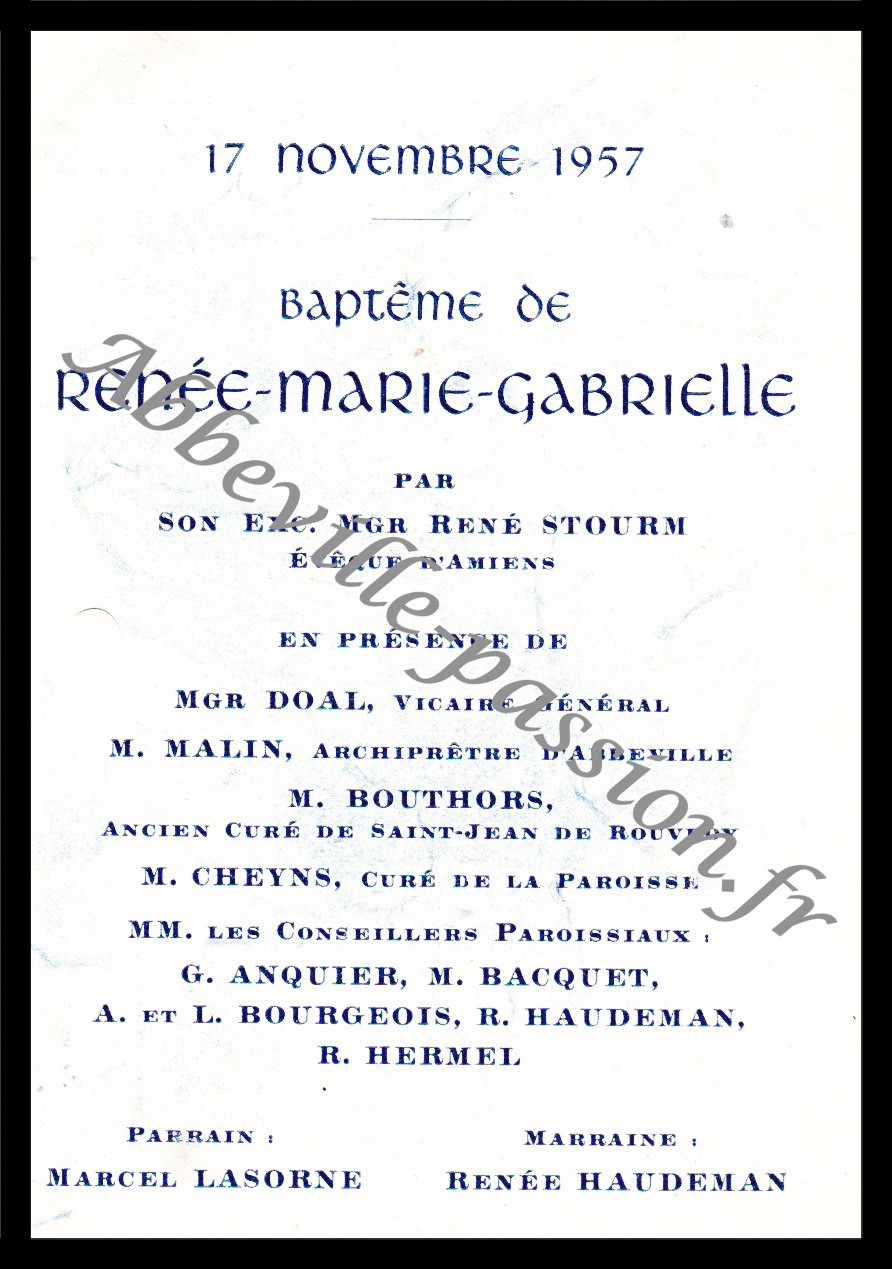 17 NOVEMBRE 1957
BAPTÊME DE
RENÉE-MARIE-GABRIELLE
PAR
SON EXC. MGR RENÉ STOURM
ÉVÊQUE D'AMIENS
EN PRÉSENCE DE
MGR DOAL, VICAIRE GÉNÉRAL
M. MALIN, ARCHIPRÊTRE D'ABBEVILLE
M. BOUTHORS,
ANCIEN CURÉ DE SAINT-JEAN DE ROUVROY
M. CHEYNS, CURÉ DE LA PAROISSE
MM. LES CONSEILLERS PAROISSIAUX :
G. ANQUIER, M. BACQUET,
A. ET L. BOURGEOIS, R. HAUDEMAN,
R. HERMEL
PARRAIN :
MARCEL LASORNE
MARRAINE :
RENÉE HAUDEMAN
Abbeville-passion.fr